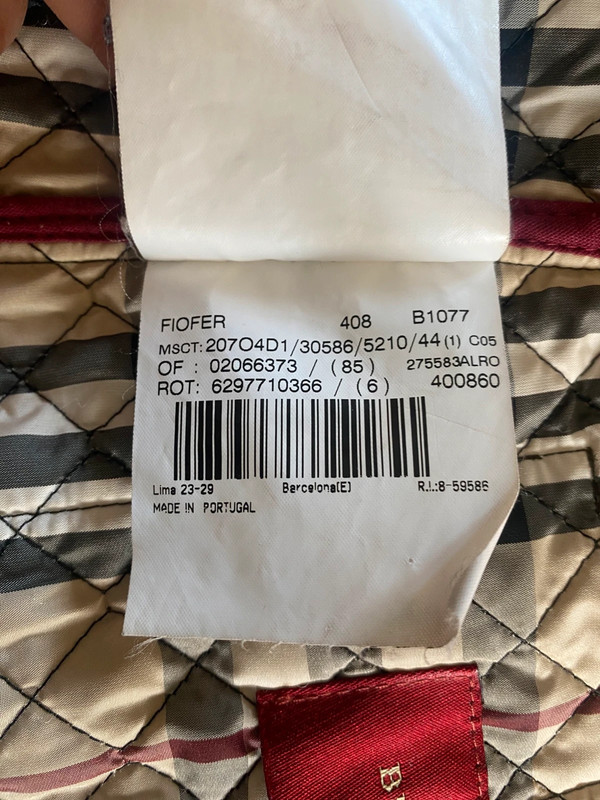 FIOFER 408 B1077
MSCT: 207O4D1/30586/5210/44 (1) C05
OF : 02066373 / (85) 275583ALRO
ROT: 6297710366 / (6) 400860
Lima 23-29 Barcelona(E) R.I.:8-59586
MADE IN PORTUGAL
B